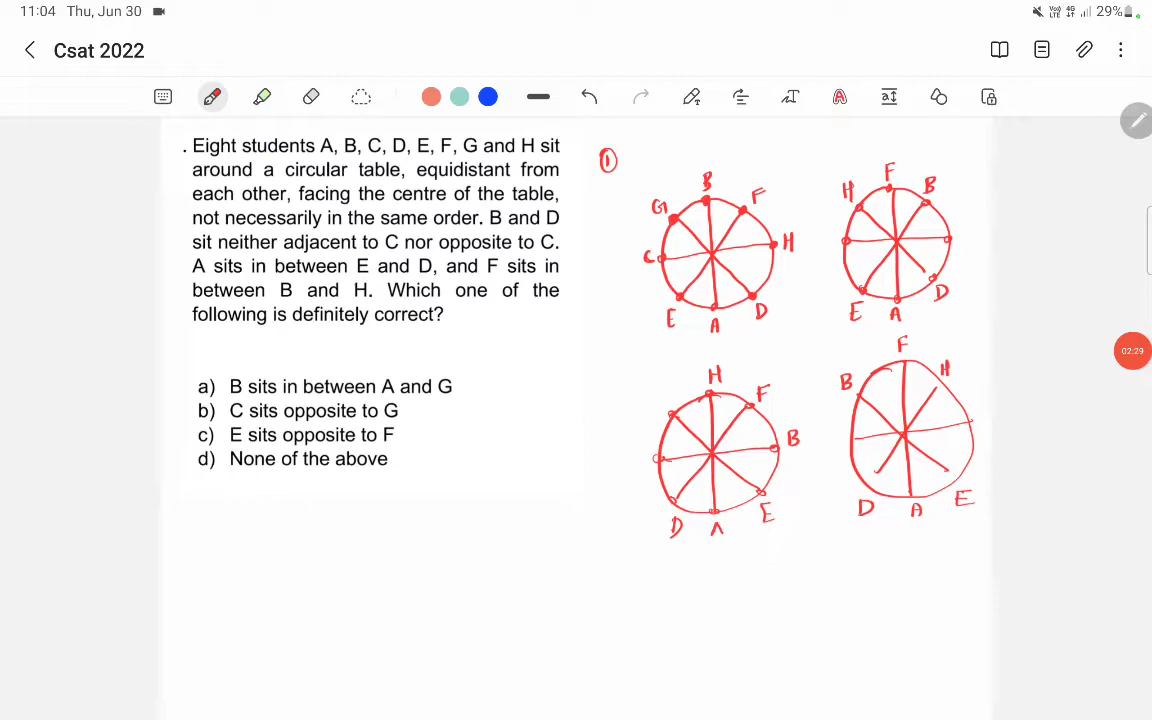 11:04 Thu, Jun 30
29%
Csat 2022
. Eight students A, B, C, D, E, F, G and H sit
around a circular table, equidistant from
each other, facing the centre of the table,
not necessarily in the same order. B and D
sit neither adjacent to C nor opposite to C.
A sits in between E and D, and F sits in
between B and H. Which one of the
following is definitely correct?
a) B sits in between A and G
b) C sits opposite to G
c) E sits opposite to F
d) None of the above
1
B
G F
C H
E A D
F
H B
E A D
H
F
B
D A E
F
B H
D A E
02:29